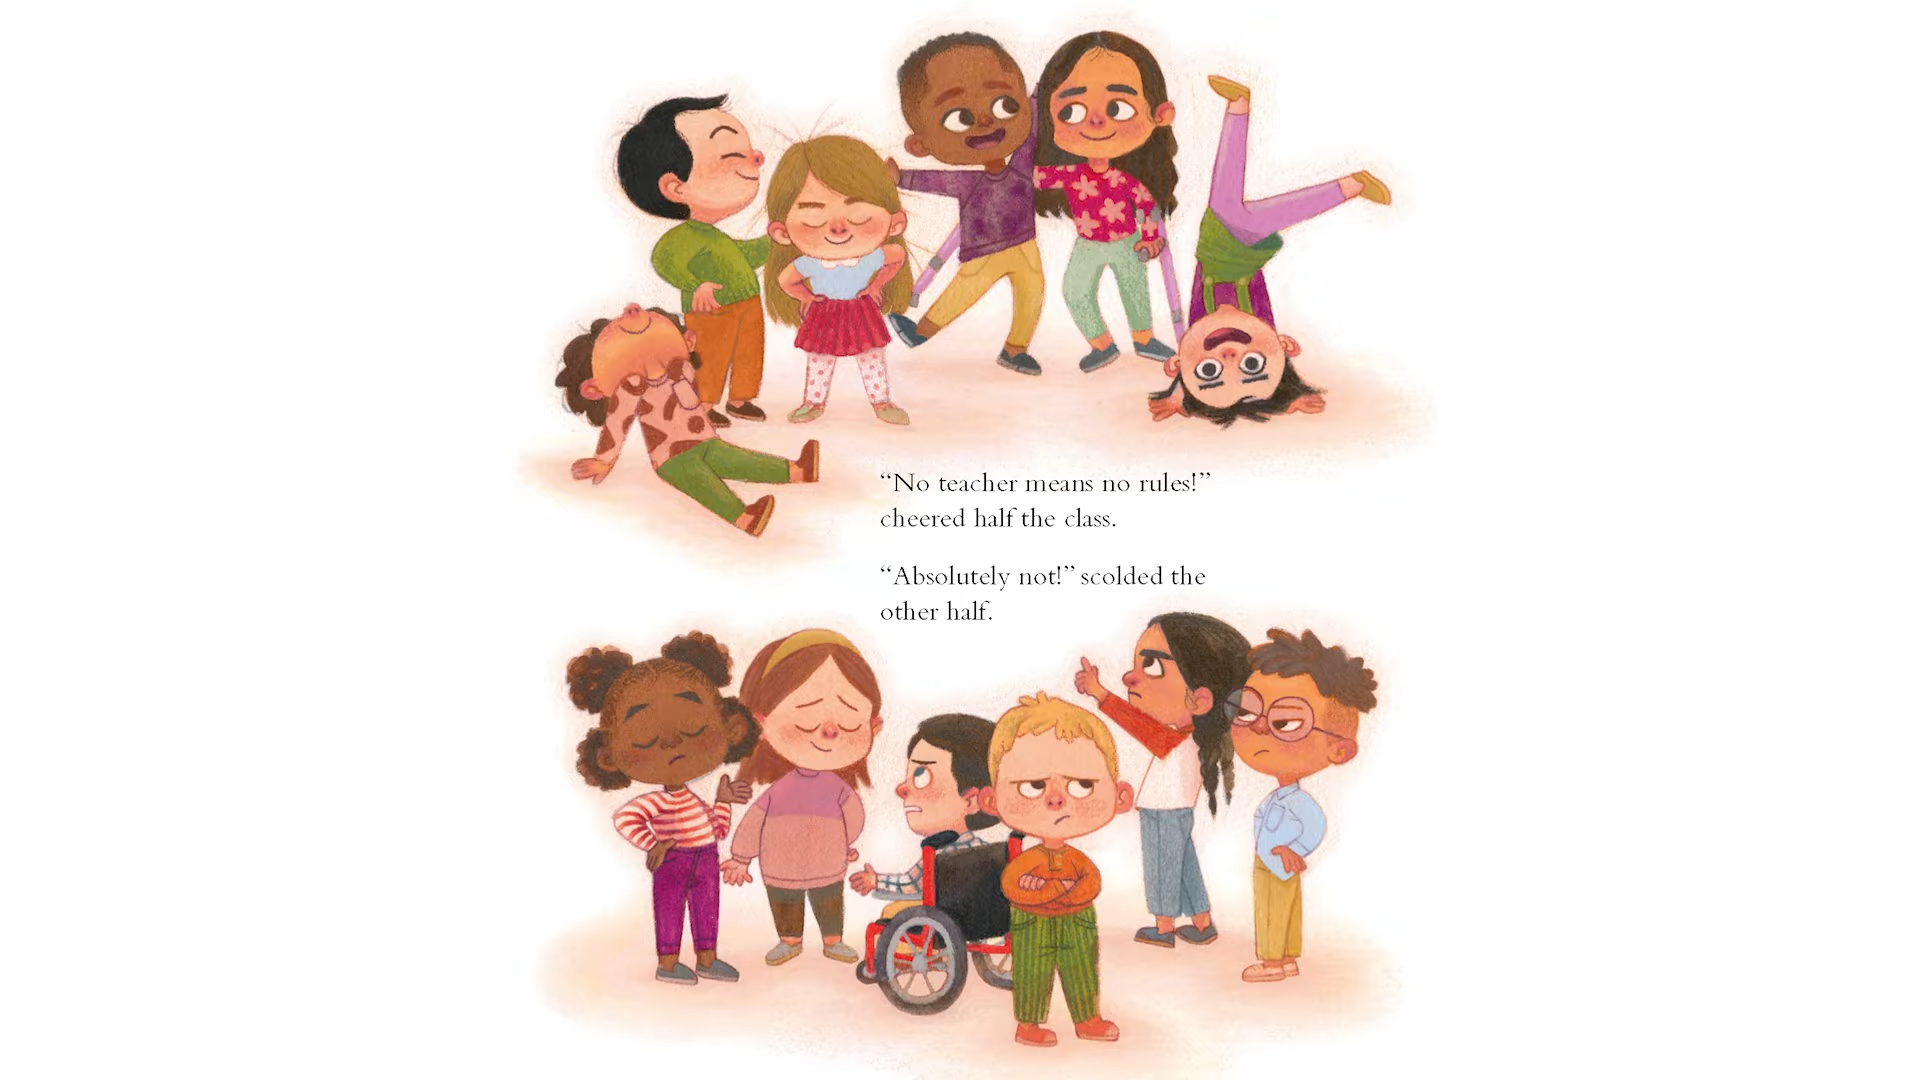 “No teacher means no rules!”
cheered half the class.
“Absolutely not!” scolded the
other half.